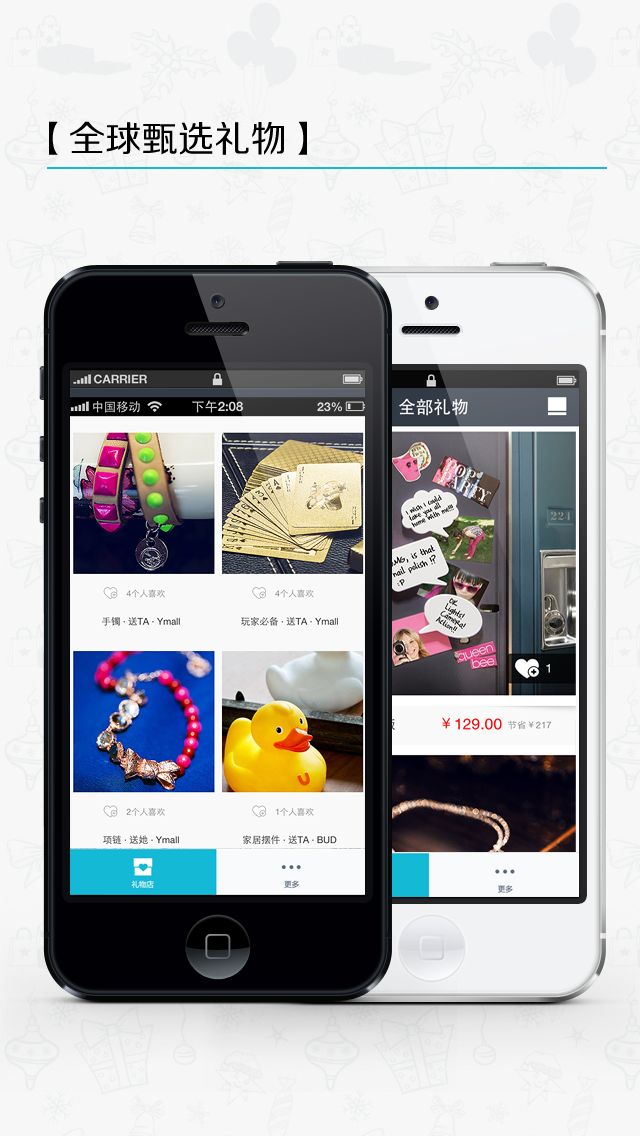 【全球甄选礼物】
CARRIER
中国移动 下午2:08 23%
4个人喜欢 4个人喜欢
手镯 · 送TA · Ymall 玩家必备 · 送TA · Ymall
2个人喜欢 1个人喜欢
项链 · 送她 · Ymall 家居摆件 · 送TA · BUD
礼物店 更多
全部礼物
POP PARTY
224
I wish I could
take you all
home with me!!!
OMG, is that
nail polish !?
OK,
Lights!
Camera!
Action!!
queen
bee
1
¥129.00 节省¥217
更多